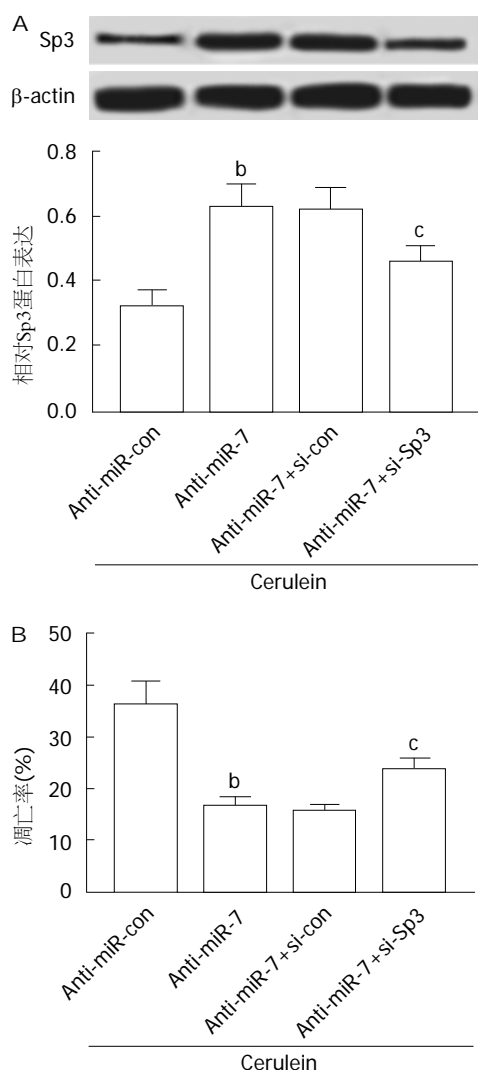 A
Sp3
β-actin
相对Sp3蛋白表达
0.8
0.6
0.4
0.2
0.0
b
c
Anti-miR-con
Anti-miR-7
Anti-miR-7+si-con
Anti-miR-7+si-Sp3
Cerulein
B
凋亡率(%)
50
40
30
20
10
0
b
c
Anti-miR-con
Anti-miR-7
Anti-miR-7+si-con
Anti-miR-7+si-Sp3
Cerulein